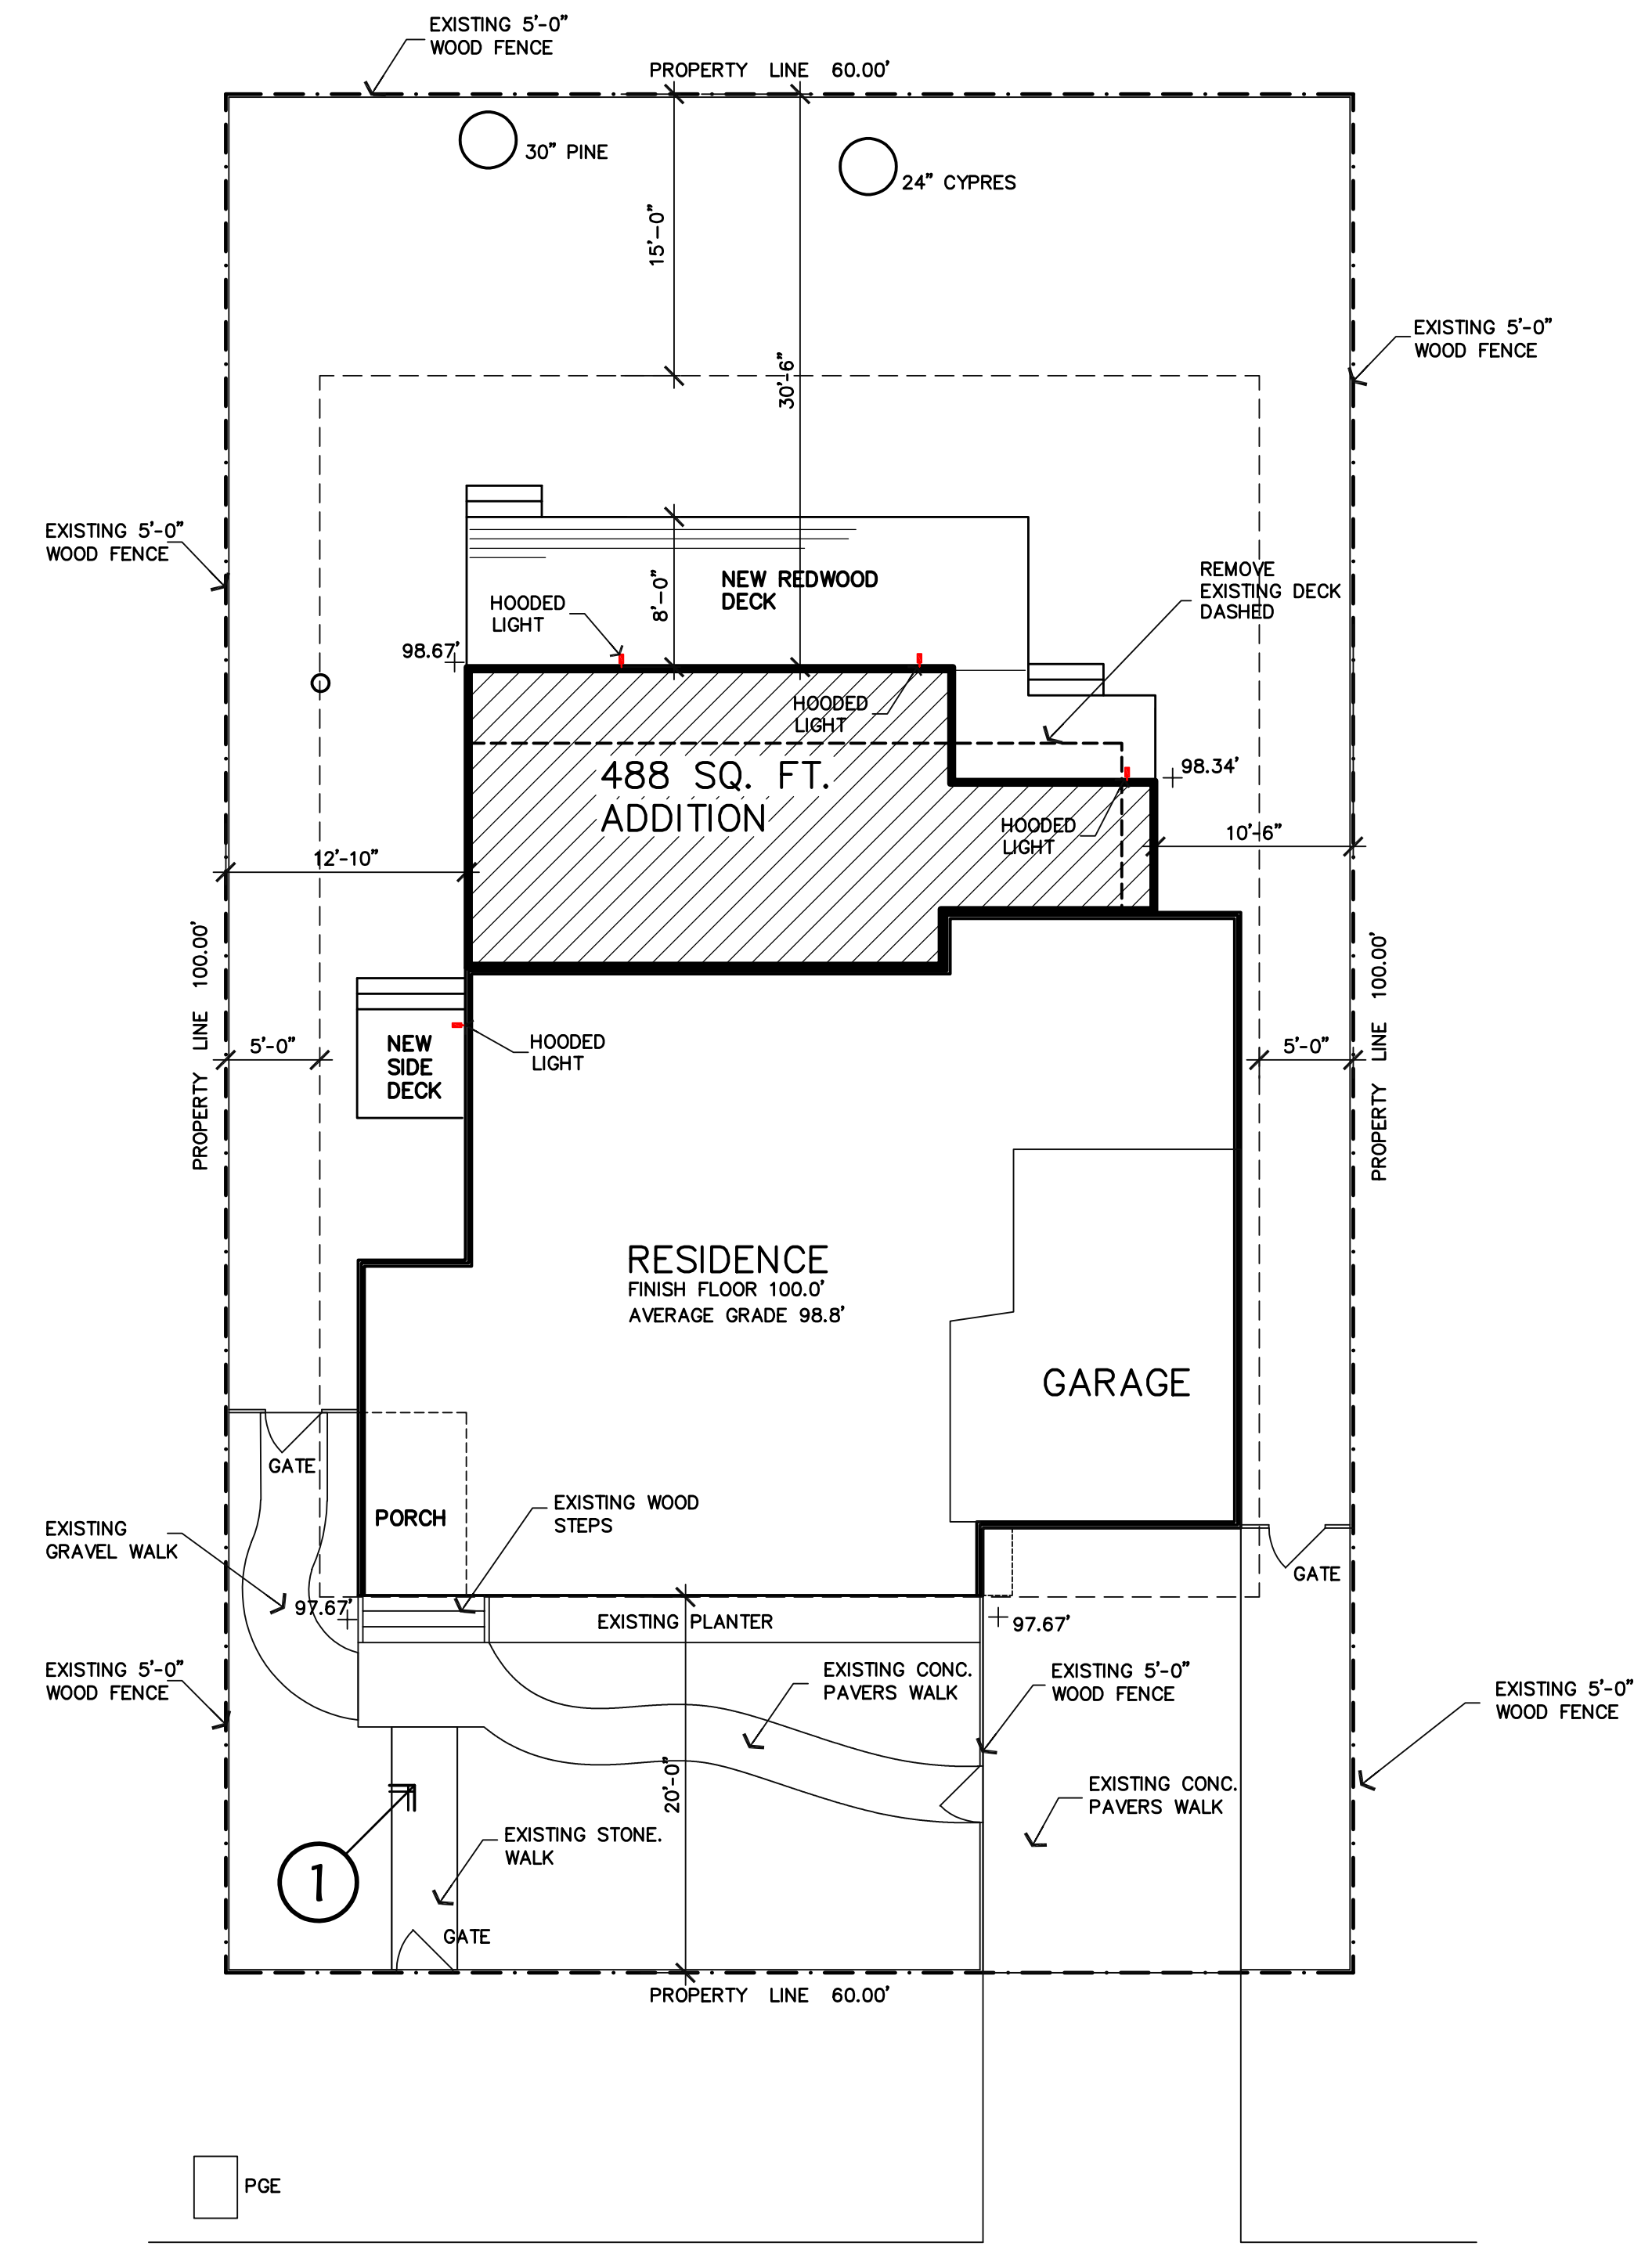 EXISTING 5'-0"
WOOD FENCE
PROPERTY LINE 60.00'
30" PINE
24" CYPRES
15'-0"
30'-6"
EXISTING 5'-0"
WOOD FENCE
EXISTING 5'-0"
WOOD FENCE
REMOVE
EXISTING DECK
DASHED
NEW REDWOOD
DECK
8'-0"
HOODED
LIGHT
98.67'
HOODED
LIGHT
98.34'
488 SQ. FT.
ADDITION
HOODED
LIGHT
10'-6"
12'-10"
PROPERTY LINE 100.00'
PROPERTY LINE 100.00'
5'-0"
NEW
SIDE
DECK
HOODED
LIGHT
5'-0"
RESIDENCE
FINISH FLOOR 100.0'
AVERAGE GRADE 98.8'
GARAGE
GATE
PORCH
EXISTING WOOD
STEPS
EXISTING
GRAVEL WALK
GATE
97.67'
EXISTING PLANTER
97.67'
EXISTING 5'-0"
WOOD FENCE
EXISTING CONC.
PAVERS WALK
EXISTING 5'-0"
WOOD FENCE
EXISTING 5'-0"
WOOD FENCE
20'-0"
EXISTING CONC.
PAVERS WALK
EXISTING STONE.
WALK
1
GATE
PROPERTY LINE 60.00'
PGE